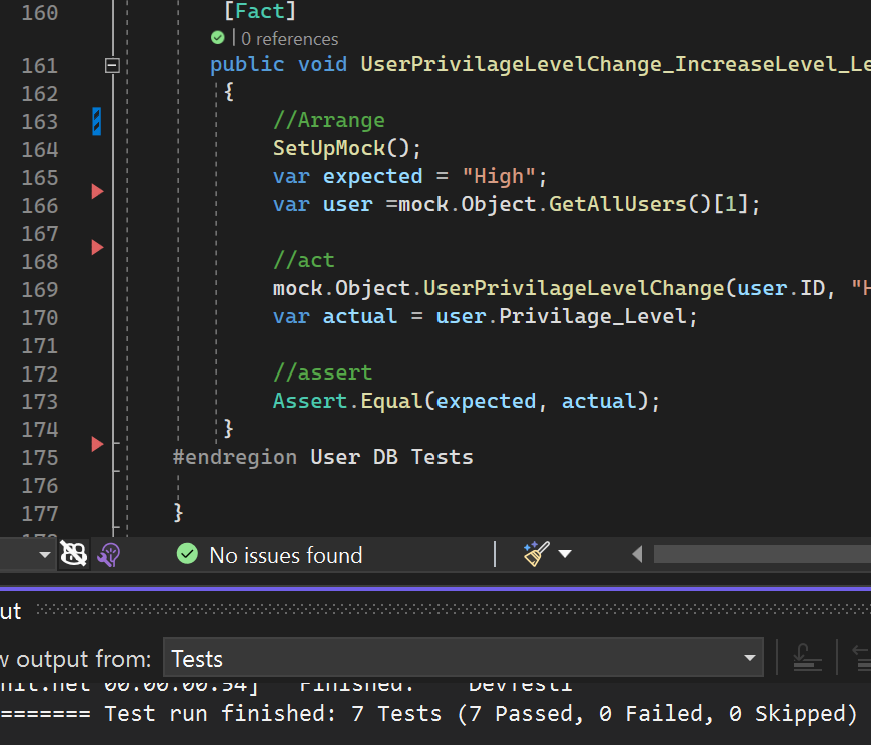 160 [Fact]
0 references
161 public void UserPrivilageLevelChange_IncreaseLevel_Le
162 {
163 //Arrange
164 SetUpMock();
165 var expected = "High";
166 var user =mock.Object.GetAllUsers()[1];
167
168 //act
169 mock.Object.UserPrivilageLevelChange(user.ID, "H
170 var actual = user.Privilage_Level;
171
172 //assert
173 Assert.Equal(expected, actual);
174 }
175 #endregion User DB Tests
176
177 }
No issues found
ut
w output from: Tests
nit.net 00:00:00.54] Finished: DevTest1
======= Test run finished: 7 Tests (7 Passed, 0 Failed, 0 Skipped)